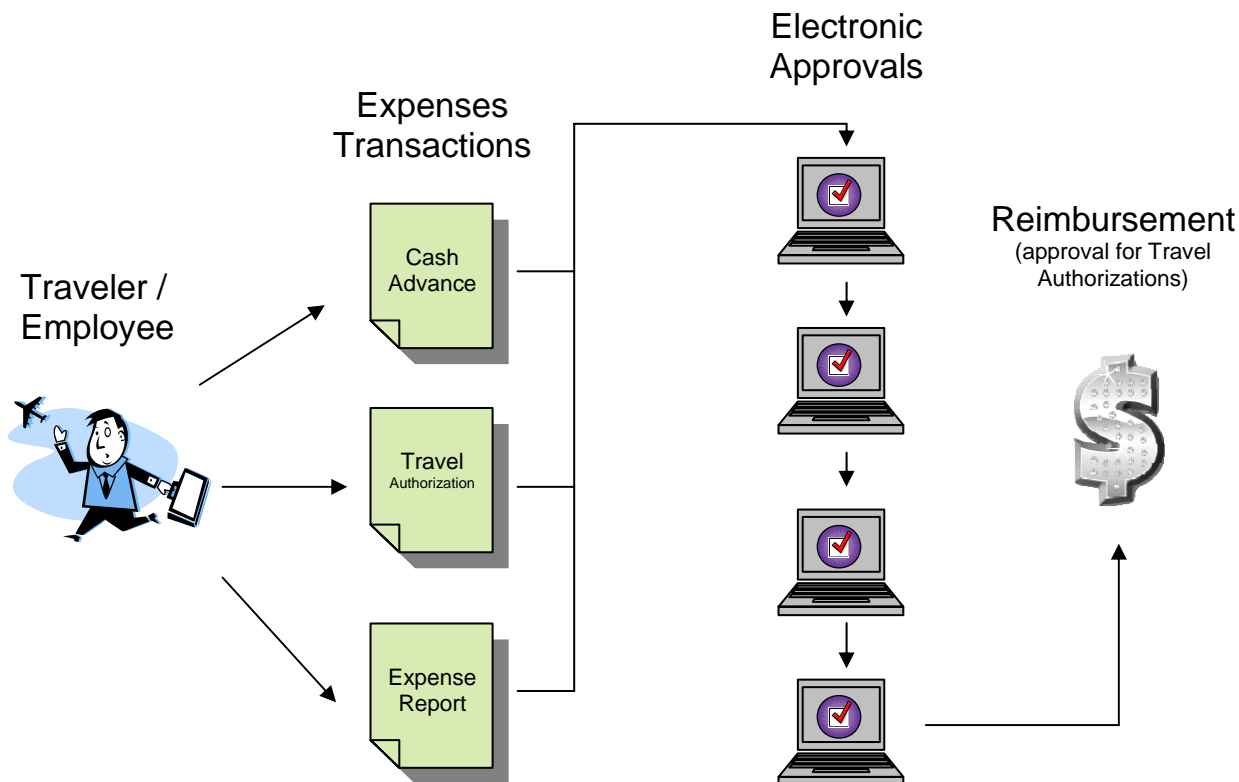 Electronic
Approvals
Expenses
Transactions
Reimbursement
(approval for Travel
Authorizations)
Traveler /
Employee
Cash
Advance
Travel
Authorization
Expense
Report